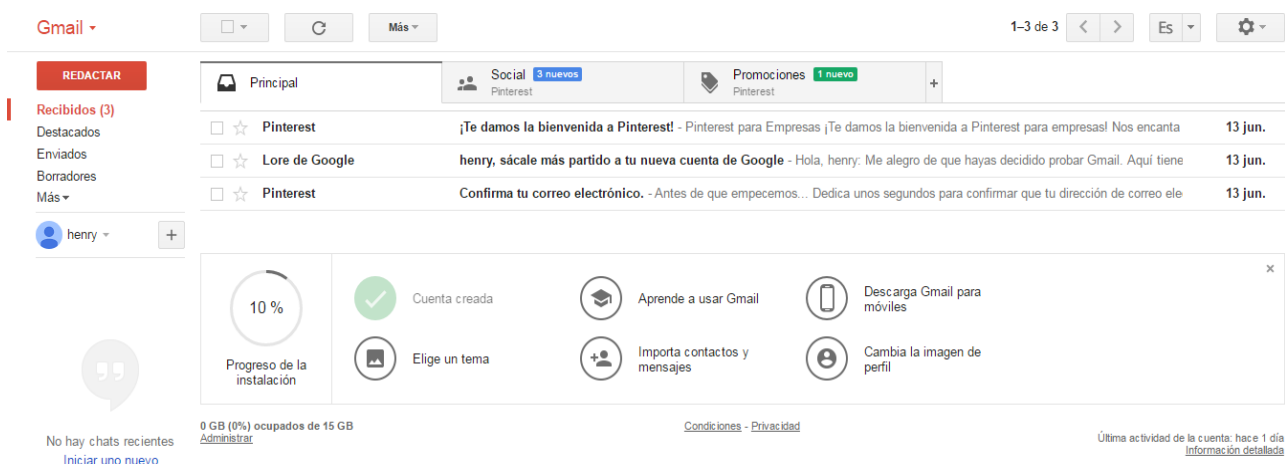 Gmail
Más
1–3 de 3
Es
REDACTAR
Recibidos (3)
Destacados
Enviados
Borradores
Más
henry
No hay chats recientes
Iniciar uno nuevo
Principal
Social 3 nuevos
Pinterest
Promociones 1 nuevo
Pinterest
+
Pinterest ¡Te damos la bienvenida a Pinterest! - Pinterest para Empresas ¡Te damos la bienvenida a Pinterest para empresas! Nos encanta 13 jun.
Lore de Google henry, sácale más partido a tu nueva cuenta de Google - Hola, henry: Me alegro de que hayas decidido probar Gmail. Aquí tiene 13 jun.
Pinterest Confirma tu correo electrónico. - Antes de que empecemos... Dedica unos segundos para confirmar que tu dirección de correo ele 13 jun.
10 %
Progreso de la
instalación
Cuenta creada
Aprende a usar Gmail
Descarga Gmail para
móviles
Elige un tema
Importa contactos y
mensajes
Cambia la imagen de
perfil
0 GB (0%) ocupados de 15 GB
Administrar
Condiciones - Privacidad
Última actividad de la cuenta: hace 1 día
Información detallada